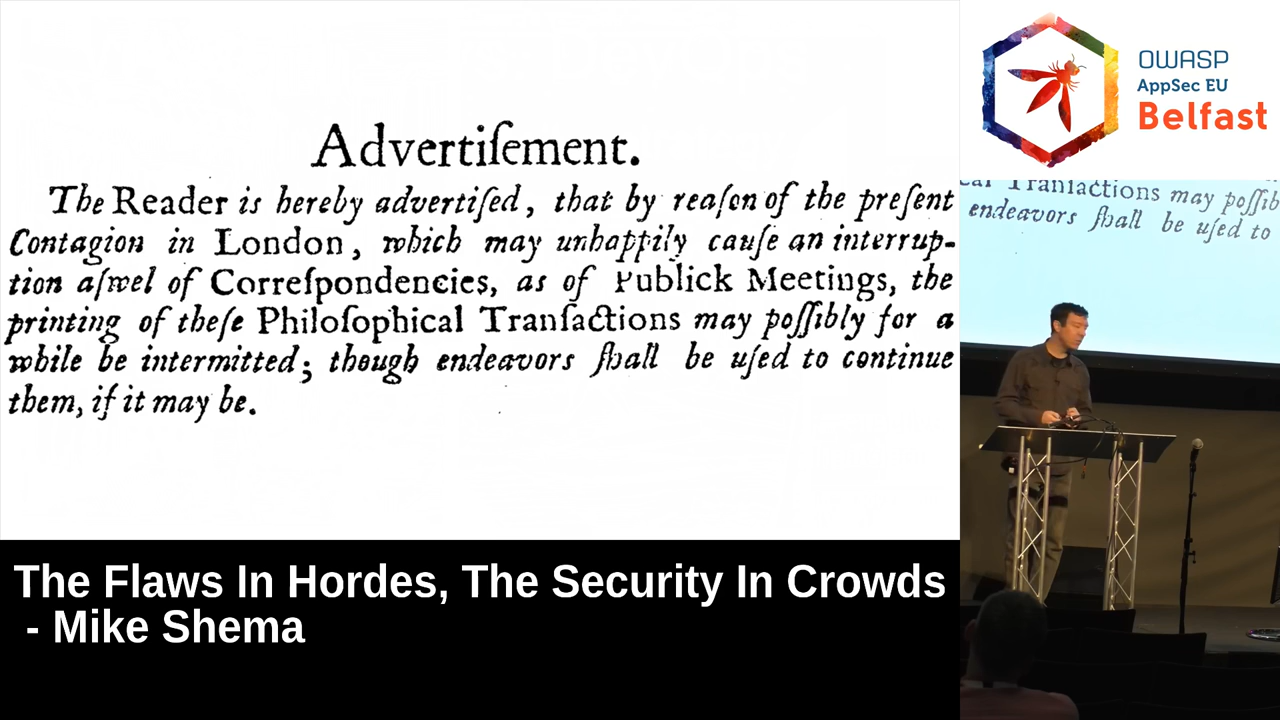 Advertiſement.
The Reader is hereby advertiſed, that by reaſon of the preſent
Contagion in London, which may unhappily cauſe an interrup-
tion aſwel of Correſpondencies, as of Publick Meetings, the
printing of theſe Philoſophical Tranſactions may poſſibly for a
while be intermitted; though endeavors ſhall be uſed to continue
them, if it may be.
OWASP
AppSec EU
Belfast
Tranſactions may poſſib
endeavors ſhall be uſed to
The Flaws In Hordes, The Security In Crowds
- Mike Shema